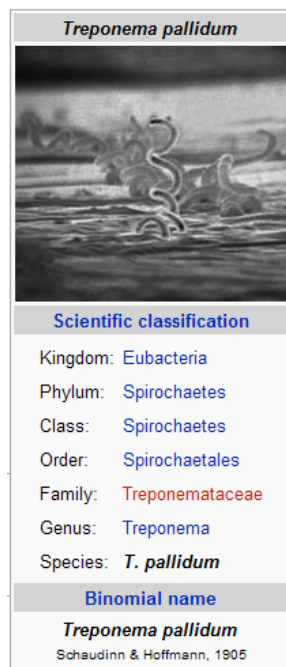 Treponema pallidum
Scientific classification
Kingdom: Eubacteria
Phylum: Spirochaetes
Class: Spirochaetes
Order: Spirochaetales
Family: Treponemataceae
Genus: Treponema
Species: T. pallidum
Binomial name
Treponema pallidum
Schaudinn & Hoffmann, 1905